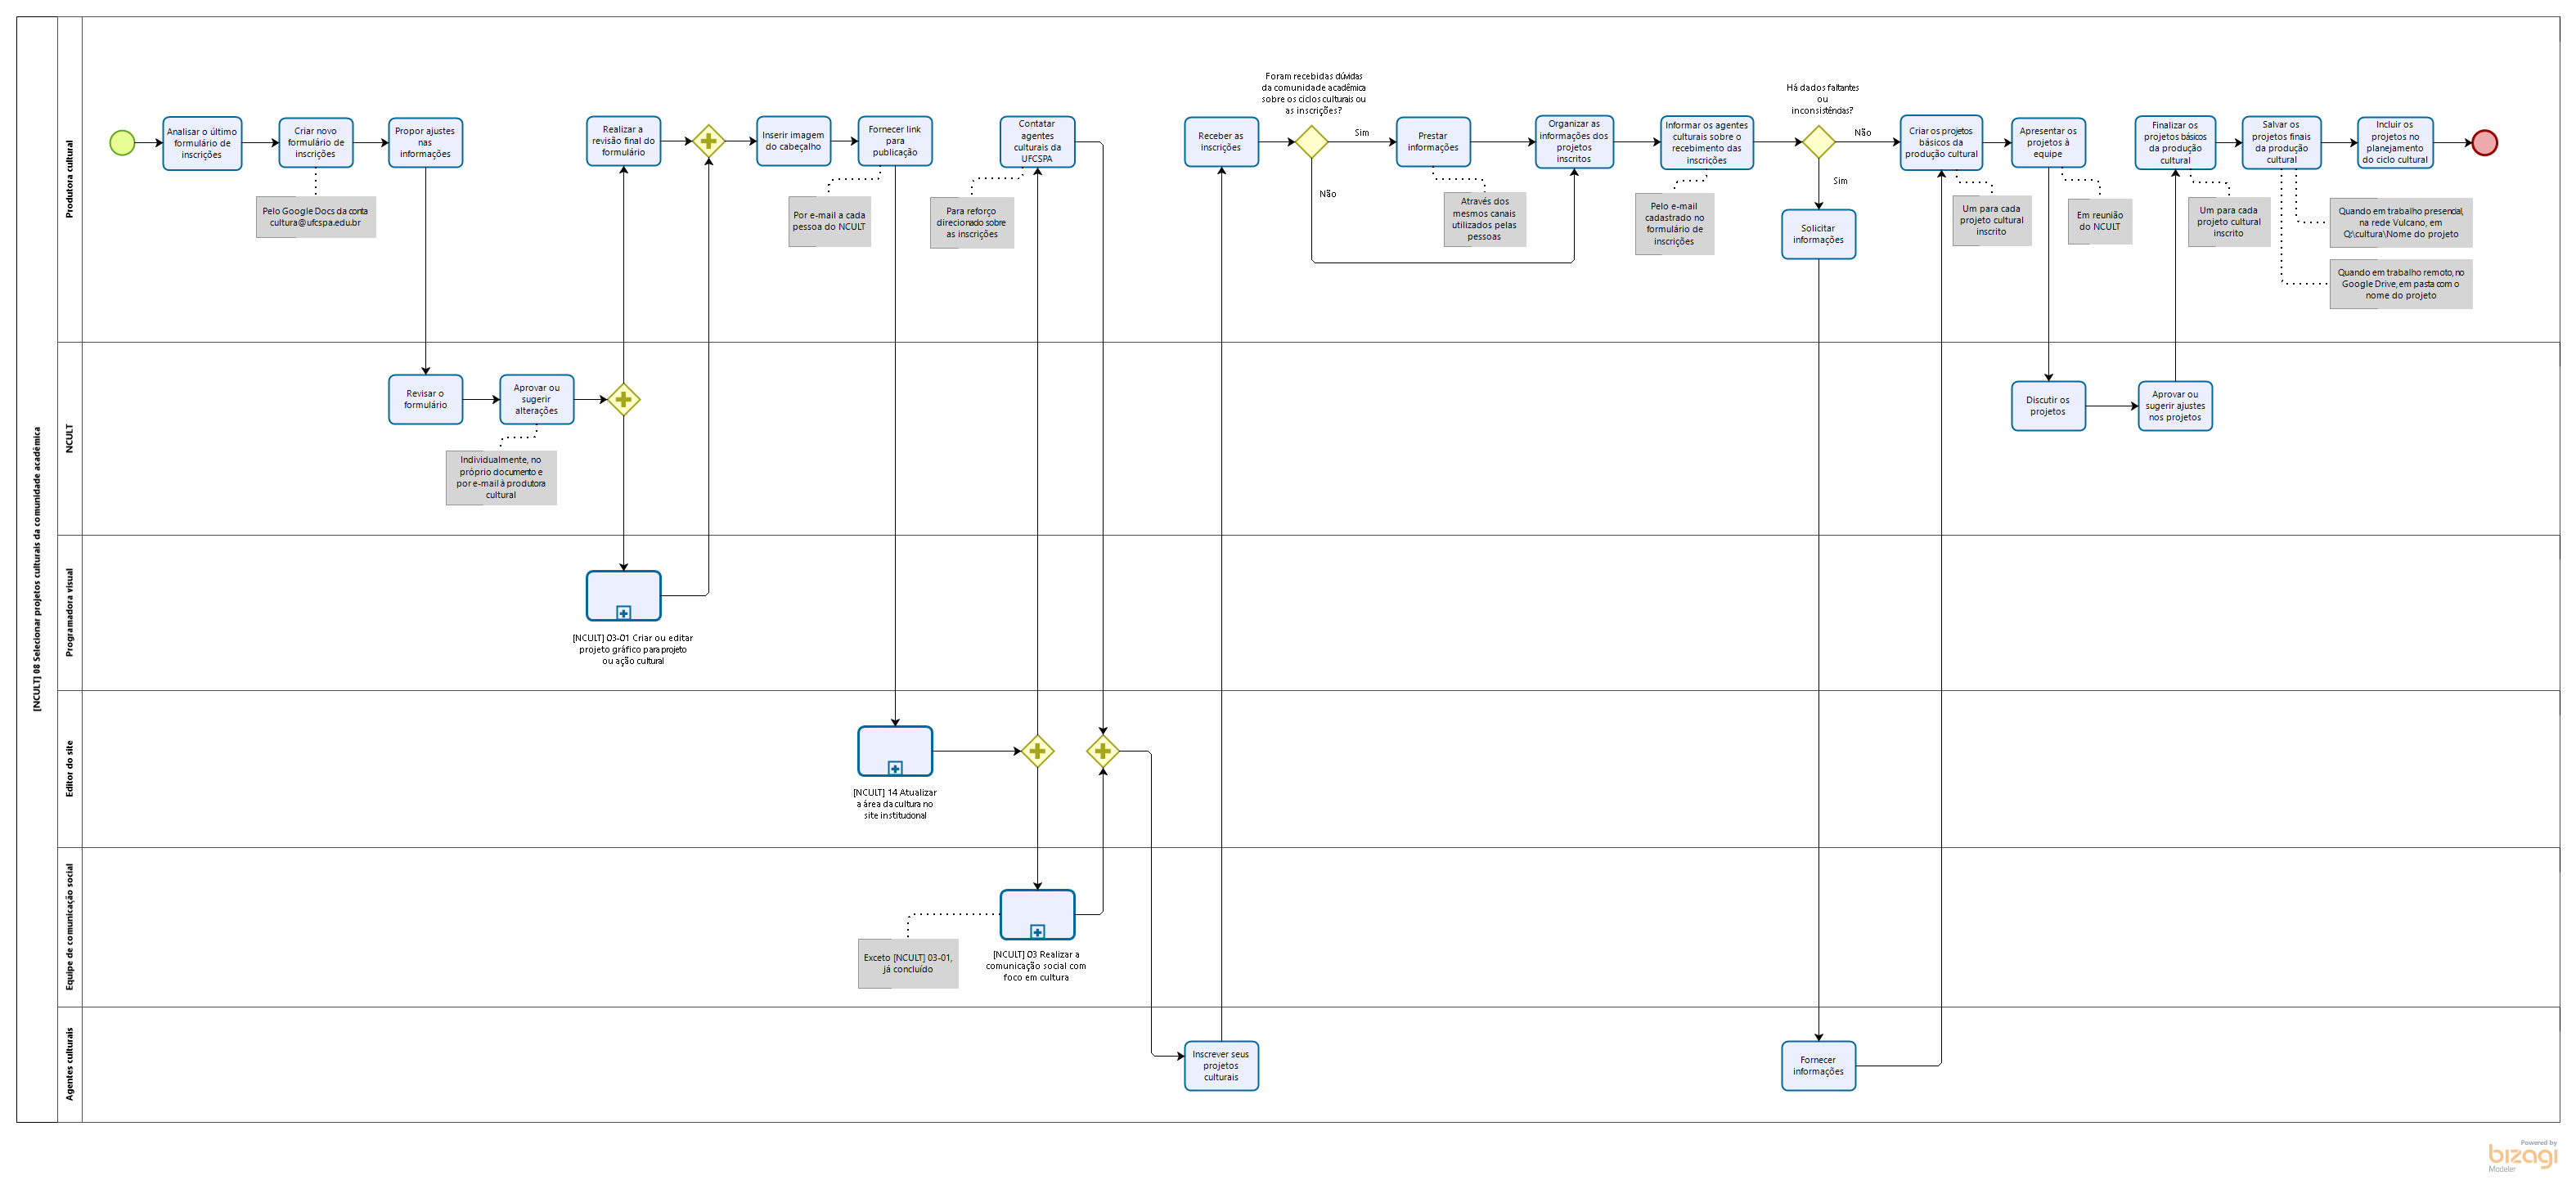 [NCULT] 08 Selecionar projetos culturais da comunidade acadêmica
Produtora cultural
Analisar o último
formulário de
inscrições
Criar novo
formulário de
inscrições
Pelo Google Docs da conta
cultura@ufcspa.edu.br
Propor ajustes
nas
informações
Realizar a
revisão final do
formulário
Inserir imagem
do cabeçalho
Fornecer link
para
publicação
Por e-mail a cada
pessoa do NCULT
Contatar
agentes
culturais da
UFCSPA
Para reforço
direcionado sobre
as inscrições
Receber as
inscrições
Foram recebidas dúvidas
da comunidade acadêmica
sobre os ciclos culturais ou
as inscrições?
Sim
Não
Prestar
informações
Através dos
mesmos canais
utilizados pelas
pessoas
Organizar as
informações dos
projetos
inscritos
Informar os agentes
culturais sobre o
recebimento das
inscrições
Pelo e-mail
cadastrado no
formulário de
inscrições
Há dados faltantes
ou
inconsistências?
Não
Sim
Solicitar
informações
Criar os projetos
básicos da
produção cultural
Um para cada
projeto cultural
inscrito
Apresentar os
projetos à
equipe
Em reunião
do NCULT
Finalizar os
projetos básicos
da produção
cultural
Um para cada
projeto cultural
inscrito
Salvar os
projetos finais
da produção
cultural
Quando em trabalho presencial,
na rede Vulcano, em
Q:\cultura\Nome do projeto
Quando em trabalho remoto, no
Google Drive, em pasta com o
nome do projeto
Incluir os
projetos no
planejamento
do ciclo cultural
NCULT
Revisar o
formulário
Aprovar ou
sugerir
alterações
Individualmente, no
próprio documento e
por e-mail à produtora
cultural
Discutir os
projetos
Aprovar ou
sugerir ajustes
nos projetos
Programadora visual
[NCULT] 03-01 Criar ou editar
projeto gráfico para projeto
ou ação cultural
Editor do site
[NCULT] 14 Atualizar
a área da cultura no
site institucional
Equipe de comunicação social
Exceto [NCULT] 03-01,
já concluído
[NCULT] 03 Realizar a
comunicação social com
foco em cultura
Agentes culturais
Inscrever seus
projetos
culturais
Fornecer
informações
Powered by
bizagi
Modeler